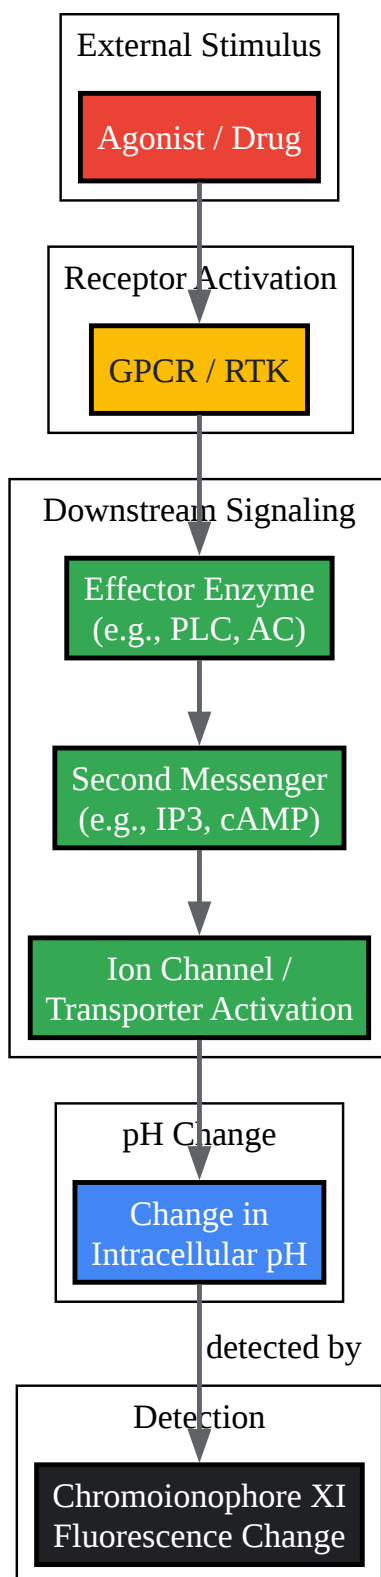 External Stimulus
Agonist / Drug
Receptor Activation
GPCR / RTK
Downstream Signaling
Effector Enzyme
(e.g., PLC, AC)
Second Messenger
(e.g., IP3, cAMP)
Ion Channel /
Transporter Activation
pH Change
Change in
Intracellular pH
detected by
Detection
Chromoionophore XI
Fluorescence Change